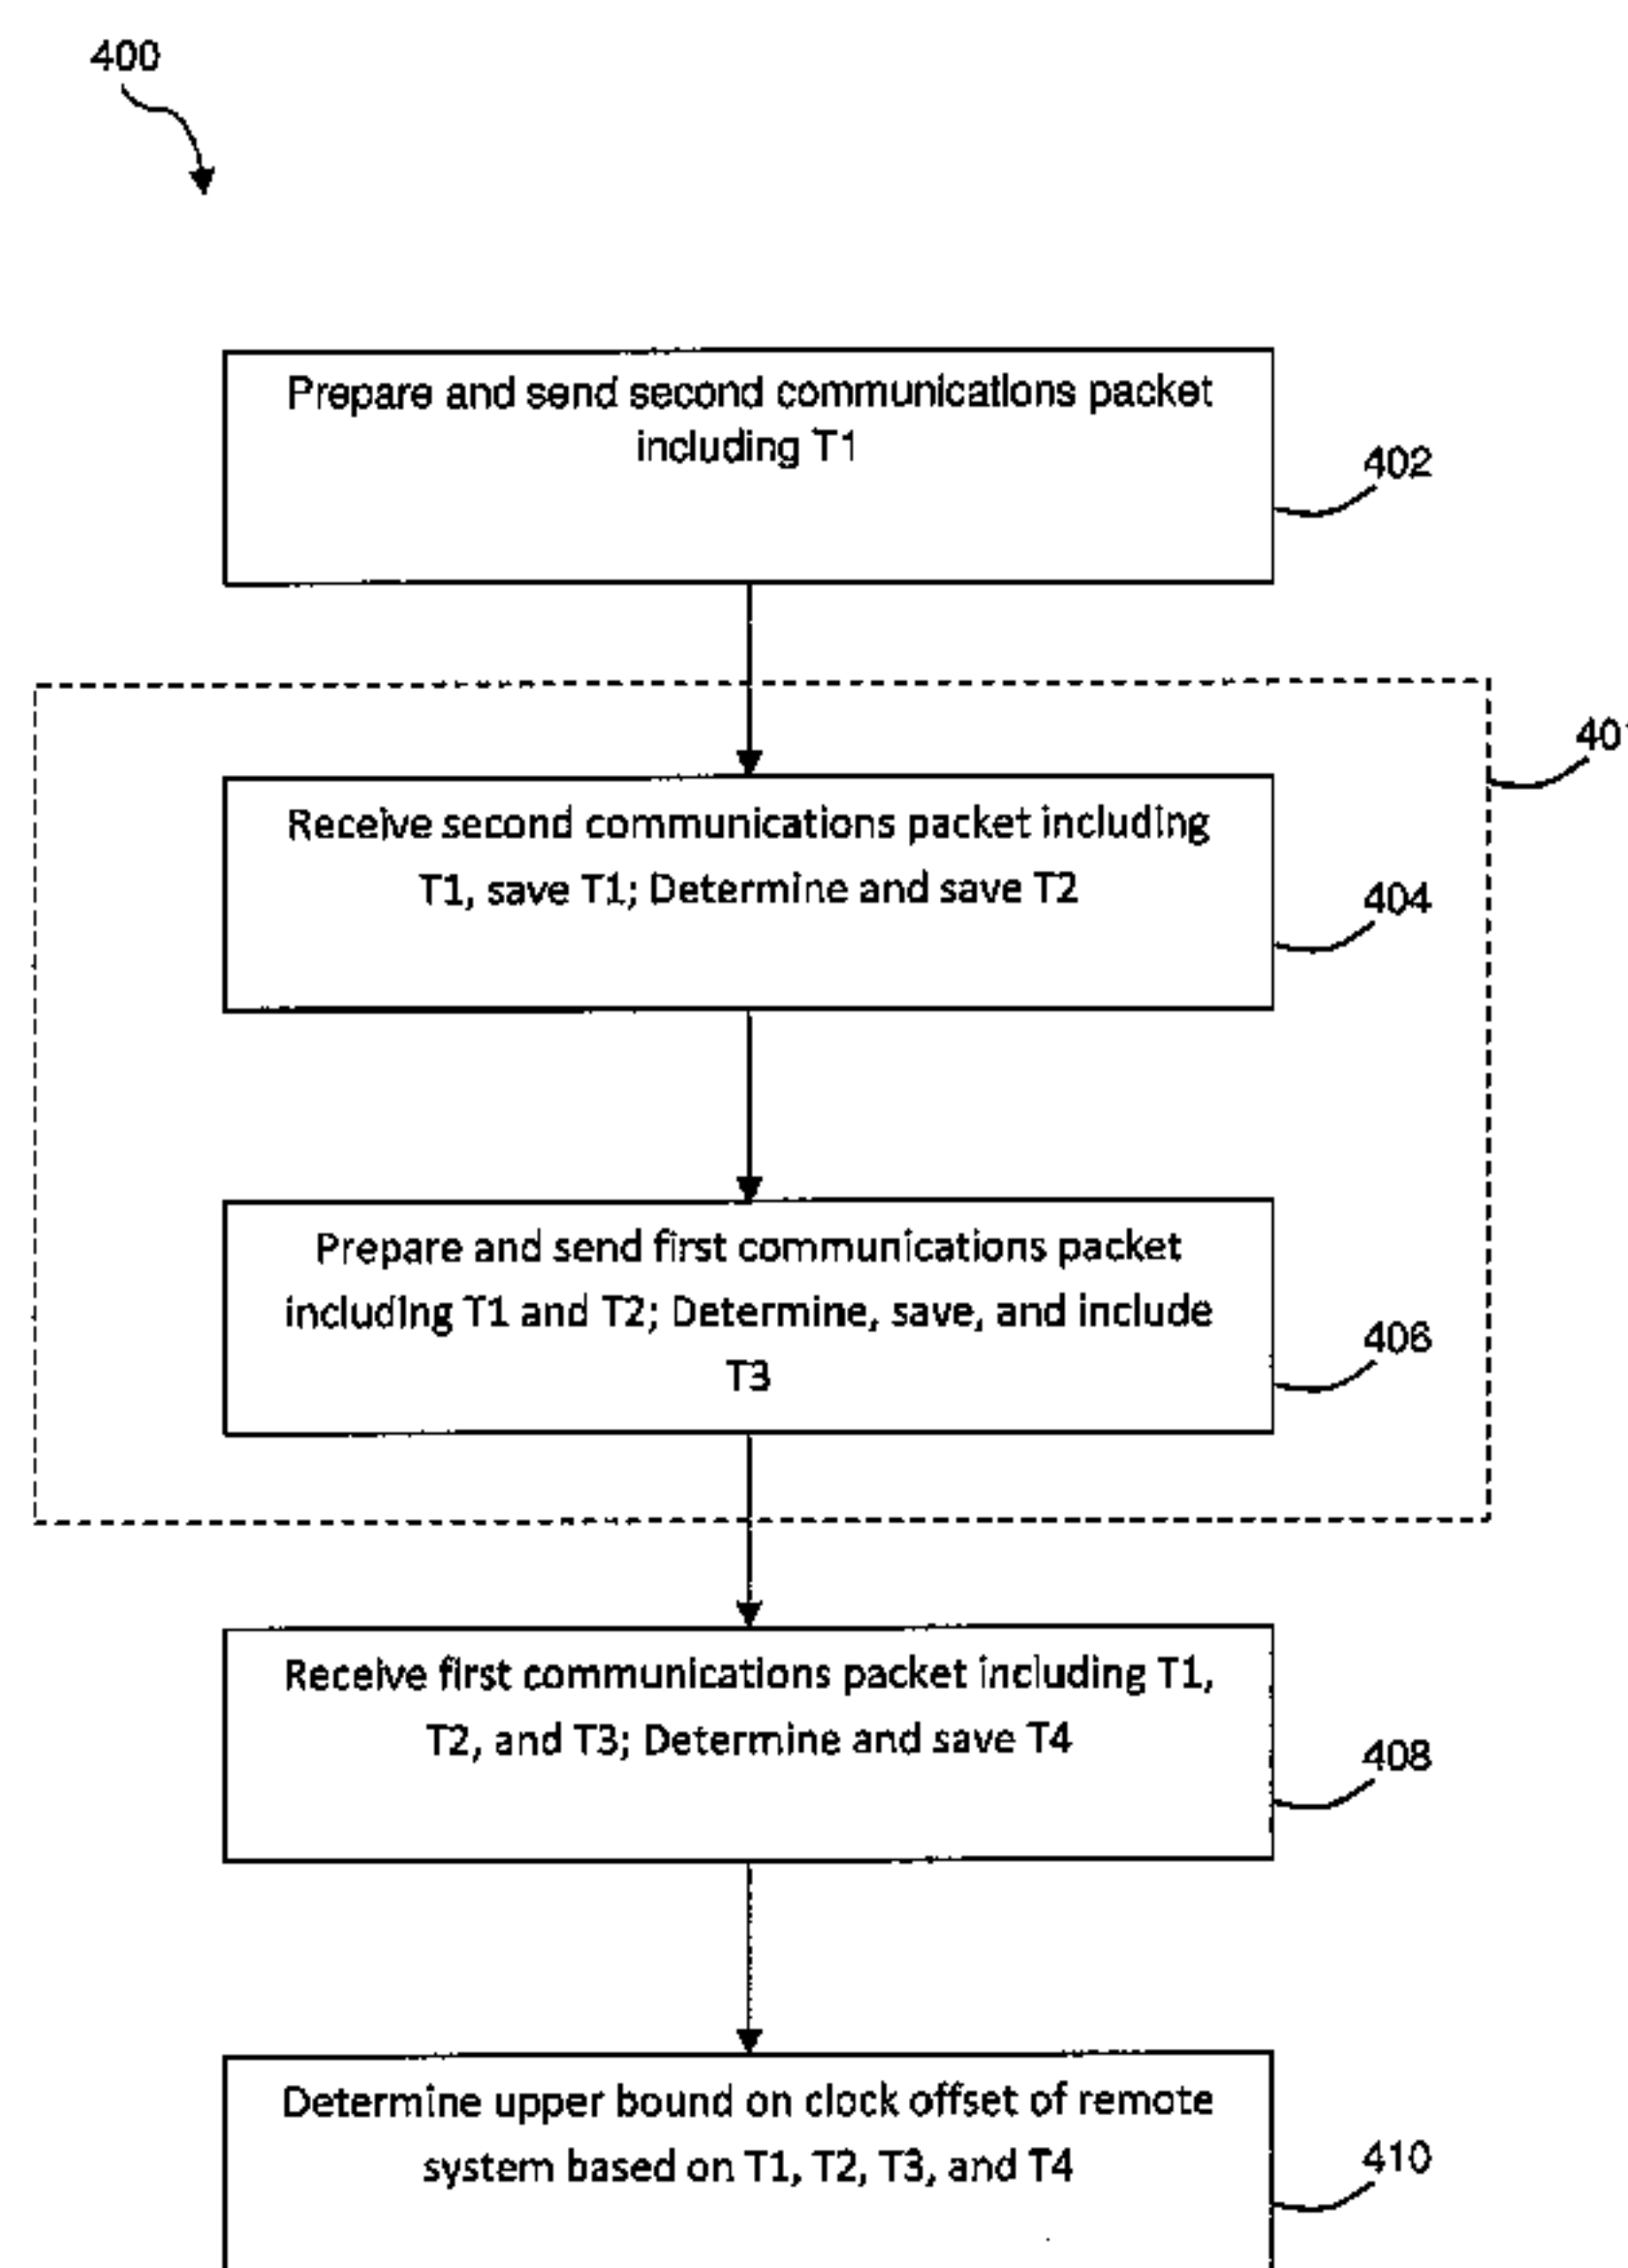 400
Prepare and send second communications packet
including T1
402
Receive second communications packet including
T1, save T1; Determine and save T2
404
Prepare and send first communications packet
including T1 and T2; Determine, save, and include
T3
406
Receive first communications packet including T1,
T2, and T3; Determine and save T4
408
Determine upper bound on clock offset of remote
system based on T1, T2, T3, and T4
410